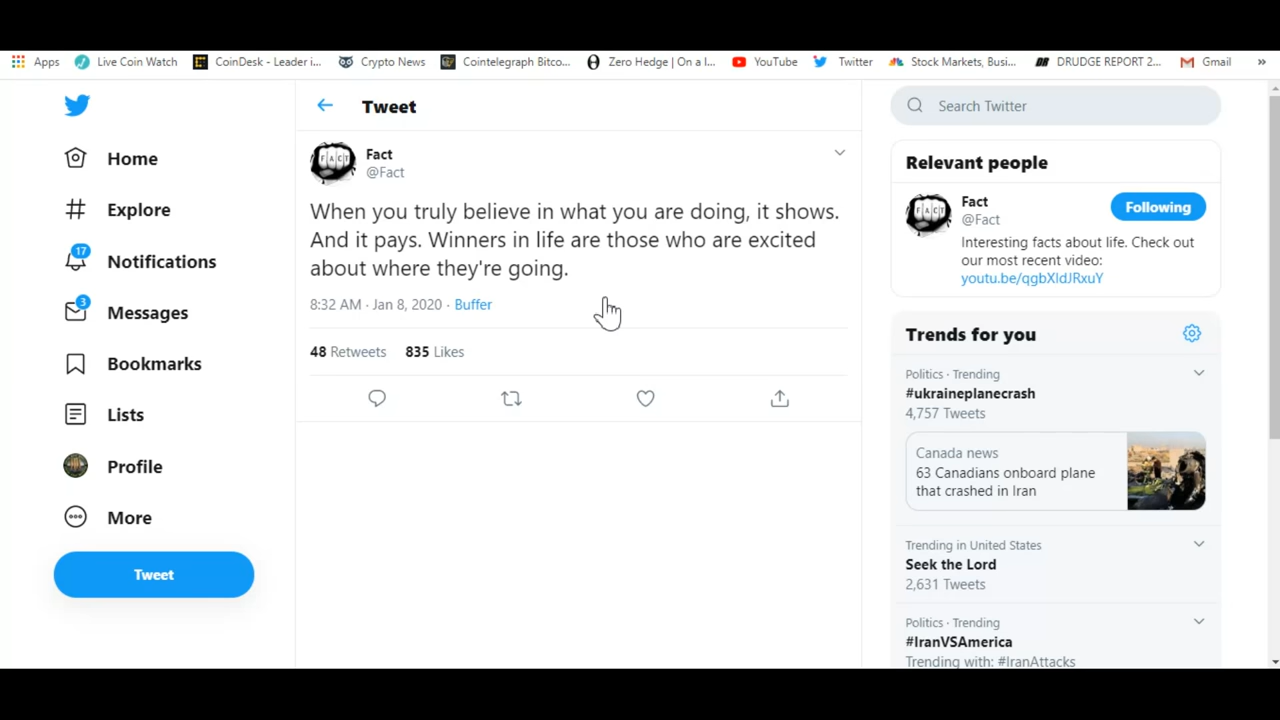 Apps
Live Coin Watch
CoinDesk - Leader i...
Crypto News
Cointelegraph Bitco...
Zero Hedge | On a l...
YouTube
Twitter
Stock Markets, Busi...
DRUDGE REPORT 2...
Gmail
»
Home
Explore
17
Notifications
3
Messages
Bookmarks
Lists
Profile
More
Tweet
Tweet
FACT
Fact
@Fact
When you truly believe in what you are doing, it shows.
And it pays. Winners in life are those who are excited
about where they're going.
8:32 AM · Jan 8, 2020 · Buffer
48 Retweets 835 Likes
Search Twitter
Relevant people
FACT
Fact
@Fact
Following
Interesting facts about life. Check out
our most recent video:
youtu.be/qgbXldJRxuY
Trends for you
Politics · Trending
#ukraineplanecrash
4,757 Tweets
Canada news
63 Canadians onboard plane
that crashed in Iran
Trending in United States
Seek the Lord
2,631 Tweets
Politics · Trending
#IranVSAmerica
Trending with: #IranAttacks